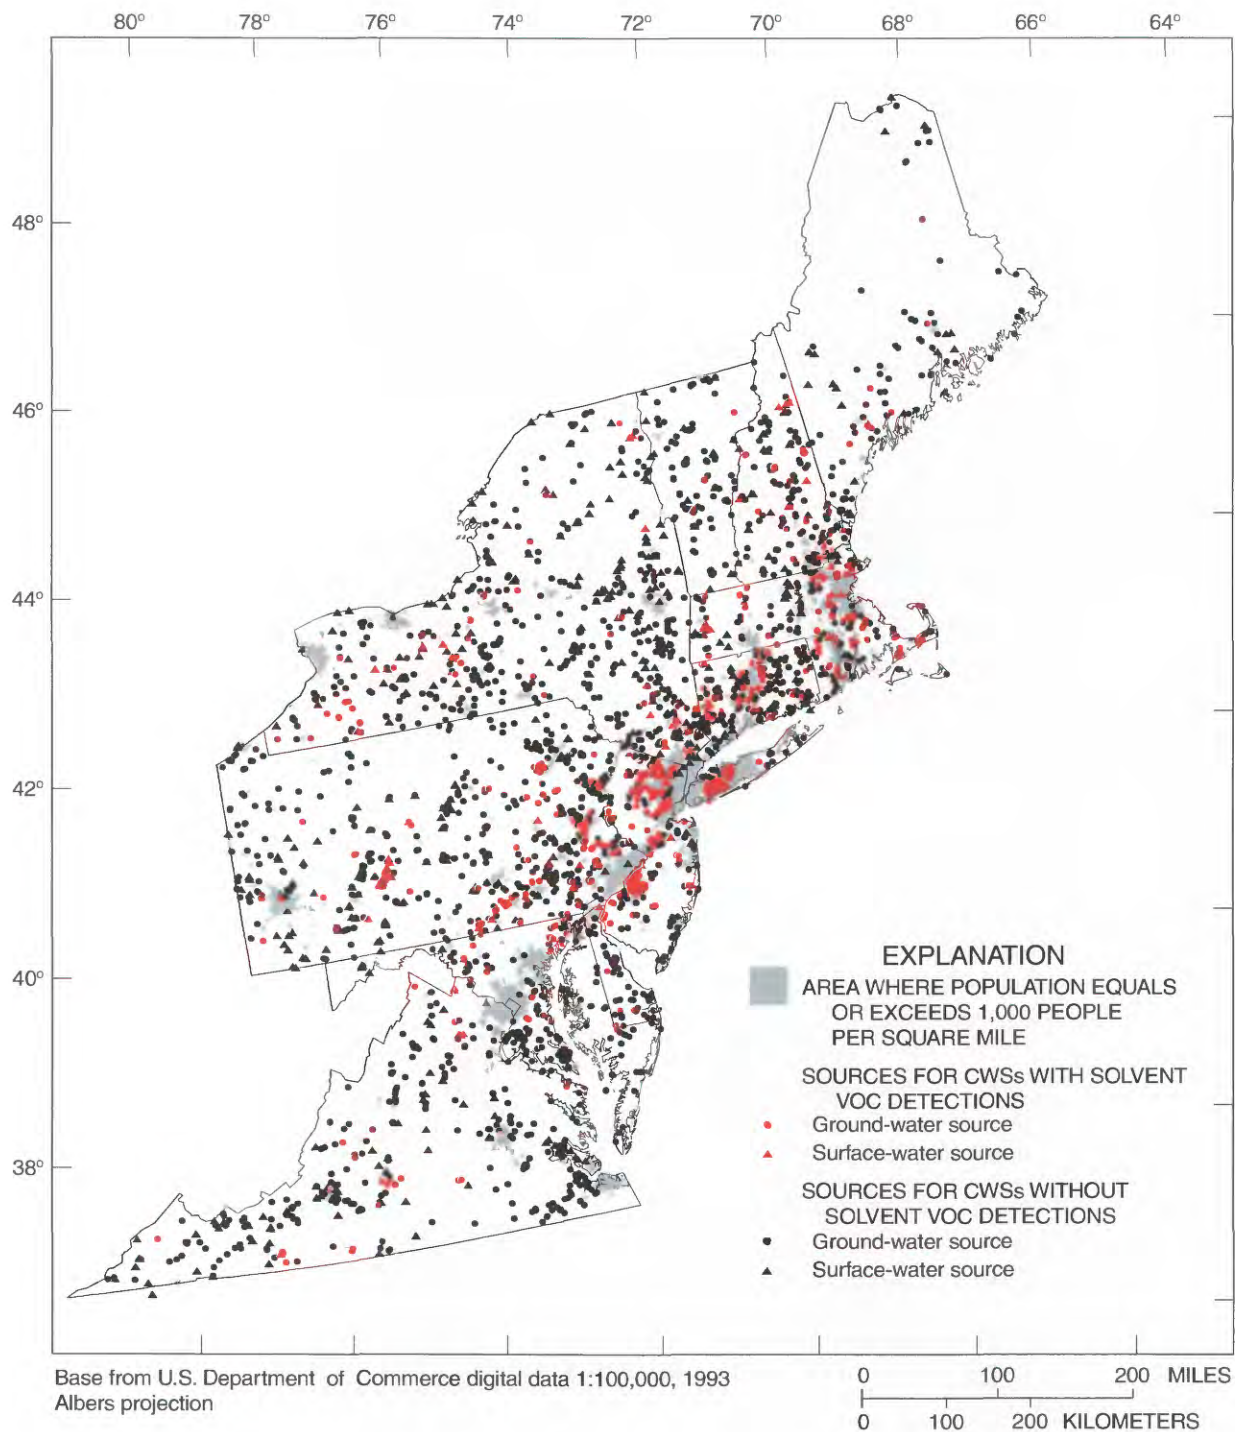 80° 78° 76° 74° 72° 70° 68° 66° 64°
48°
46°
44°
42°
40°
38°
EXPLANATION
AREA WHERE POPULATION EQUALS
OR EXCEEDS 1,000 PEOPLE
PER SQUARE MILE
SOURCES FOR CWSs WITH SOLVENT
VOC DETECTIONS
Ground-water source
Surface-water source
SOURCES FOR CWSs WITHOUT
SOLVENT VOC DETECTIONS
Ground-water source
Surface-water source
Base from U.S. Department of Commerce digital data 1:100,000, 1993
Albers projection
0 100 200 MILES
0 100 200 KILOMETERS